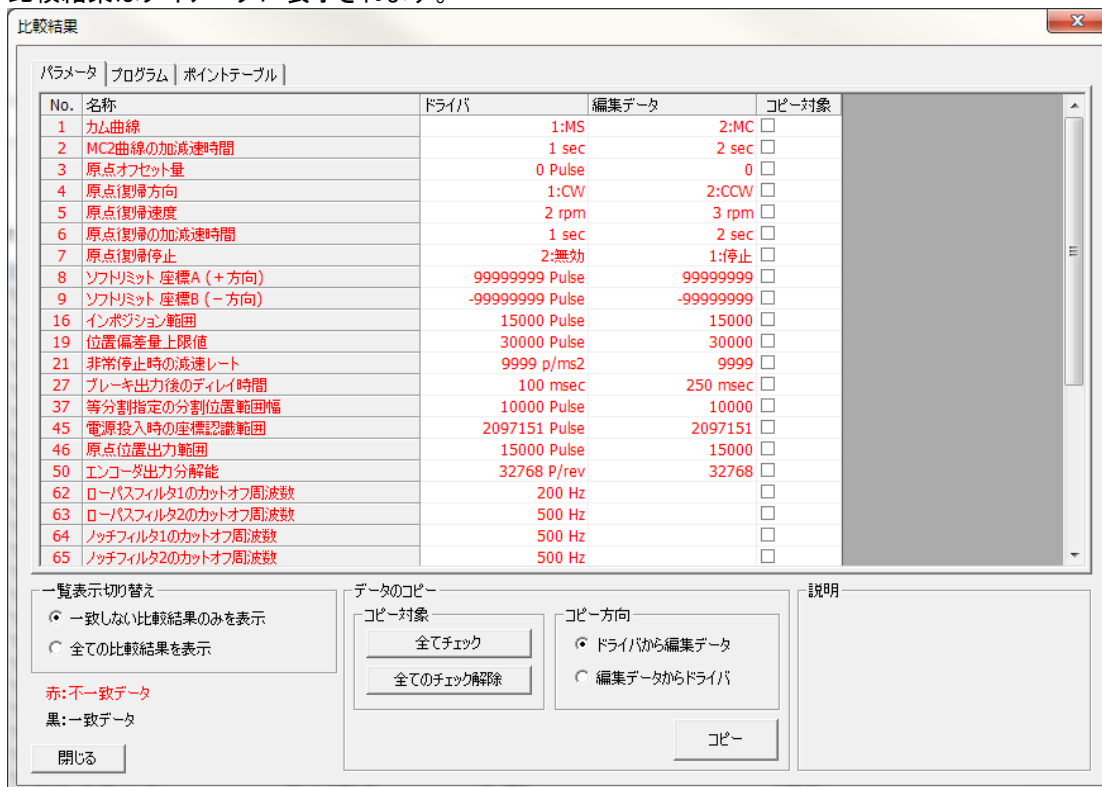 比較結果
パラメータ プログラム ポイントテーブル
No. 名称 ドライバ 編集データ コピー対象
1 カム曲線 1:MS 2:MC
2 MC2曲線の加減速時間 1 sec 2 sec
3 原点オフセット量 0 Pulse 0
4 原点復帰方向 1:CW 2:CCW
5 原点復帰速度 2 rpm 3 rpm
6 原点復帰の加減速時間 1 sec 2 sec
7 原点復帰停止 2:無効 1:停止
8 ソフトリミット 座標A (+方向) 99999999 Pulse 99999999
9 ソフトリミット 座標B (-方向) -99999999 Pulse -99999999
16 インポジション範囲 15000 Pulse 15000
19 位置偏差量上限値 30000 Pulse 30000
21 非常停止時の減速レート 9999 p/ms2 9999
27 ブレーキ出力後のディレイ時間 100 msec 250 msec
37 等分割指定の分割位置範囲幅 10000 Pulse 10000
45 電源投入時の座標認識範囲 2097151 Pulse 2097151
46 原点位置出力範囲 15000 Pulse 15000
50 エンコーダ出力分解能 32768 P/rev 32768
62 ローパスフィルタ1のカットオフ周波数 200 Hz
63 ローパスフィルタ2のカットオフ周波数 500 Hz
64 ノッチフィルタ1のカットオフ周波数 500 Hz
65 ノッチフィルタ2のカットオフ周波数 500 Hz
一覧表示切り替え
一致しない比較結果のみを表示
全ての比較結果を表示
赤:不一致データ
黒:一致データ
閉じる
データのコピー
コピー対象
全てチェック
全てのチェック解除
コピー方向
ドライバから編集データ
編集データからドライバ
コピー
説明